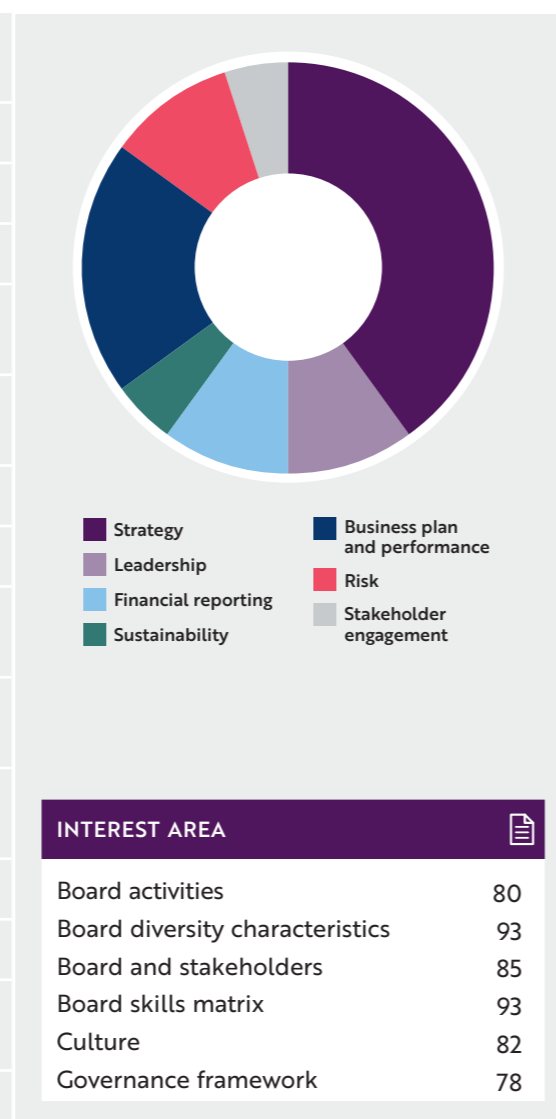 Strategy
Leadership
Financial reporting
Sustainability
Business plan
and performance
Risk
Stakeholder
engagement
INTEREST AREA
Board activities 80
Board diversity characteristics 93
Board and stakeholders 85
Board skills matrix 93
Culture 82
Governance framework 78